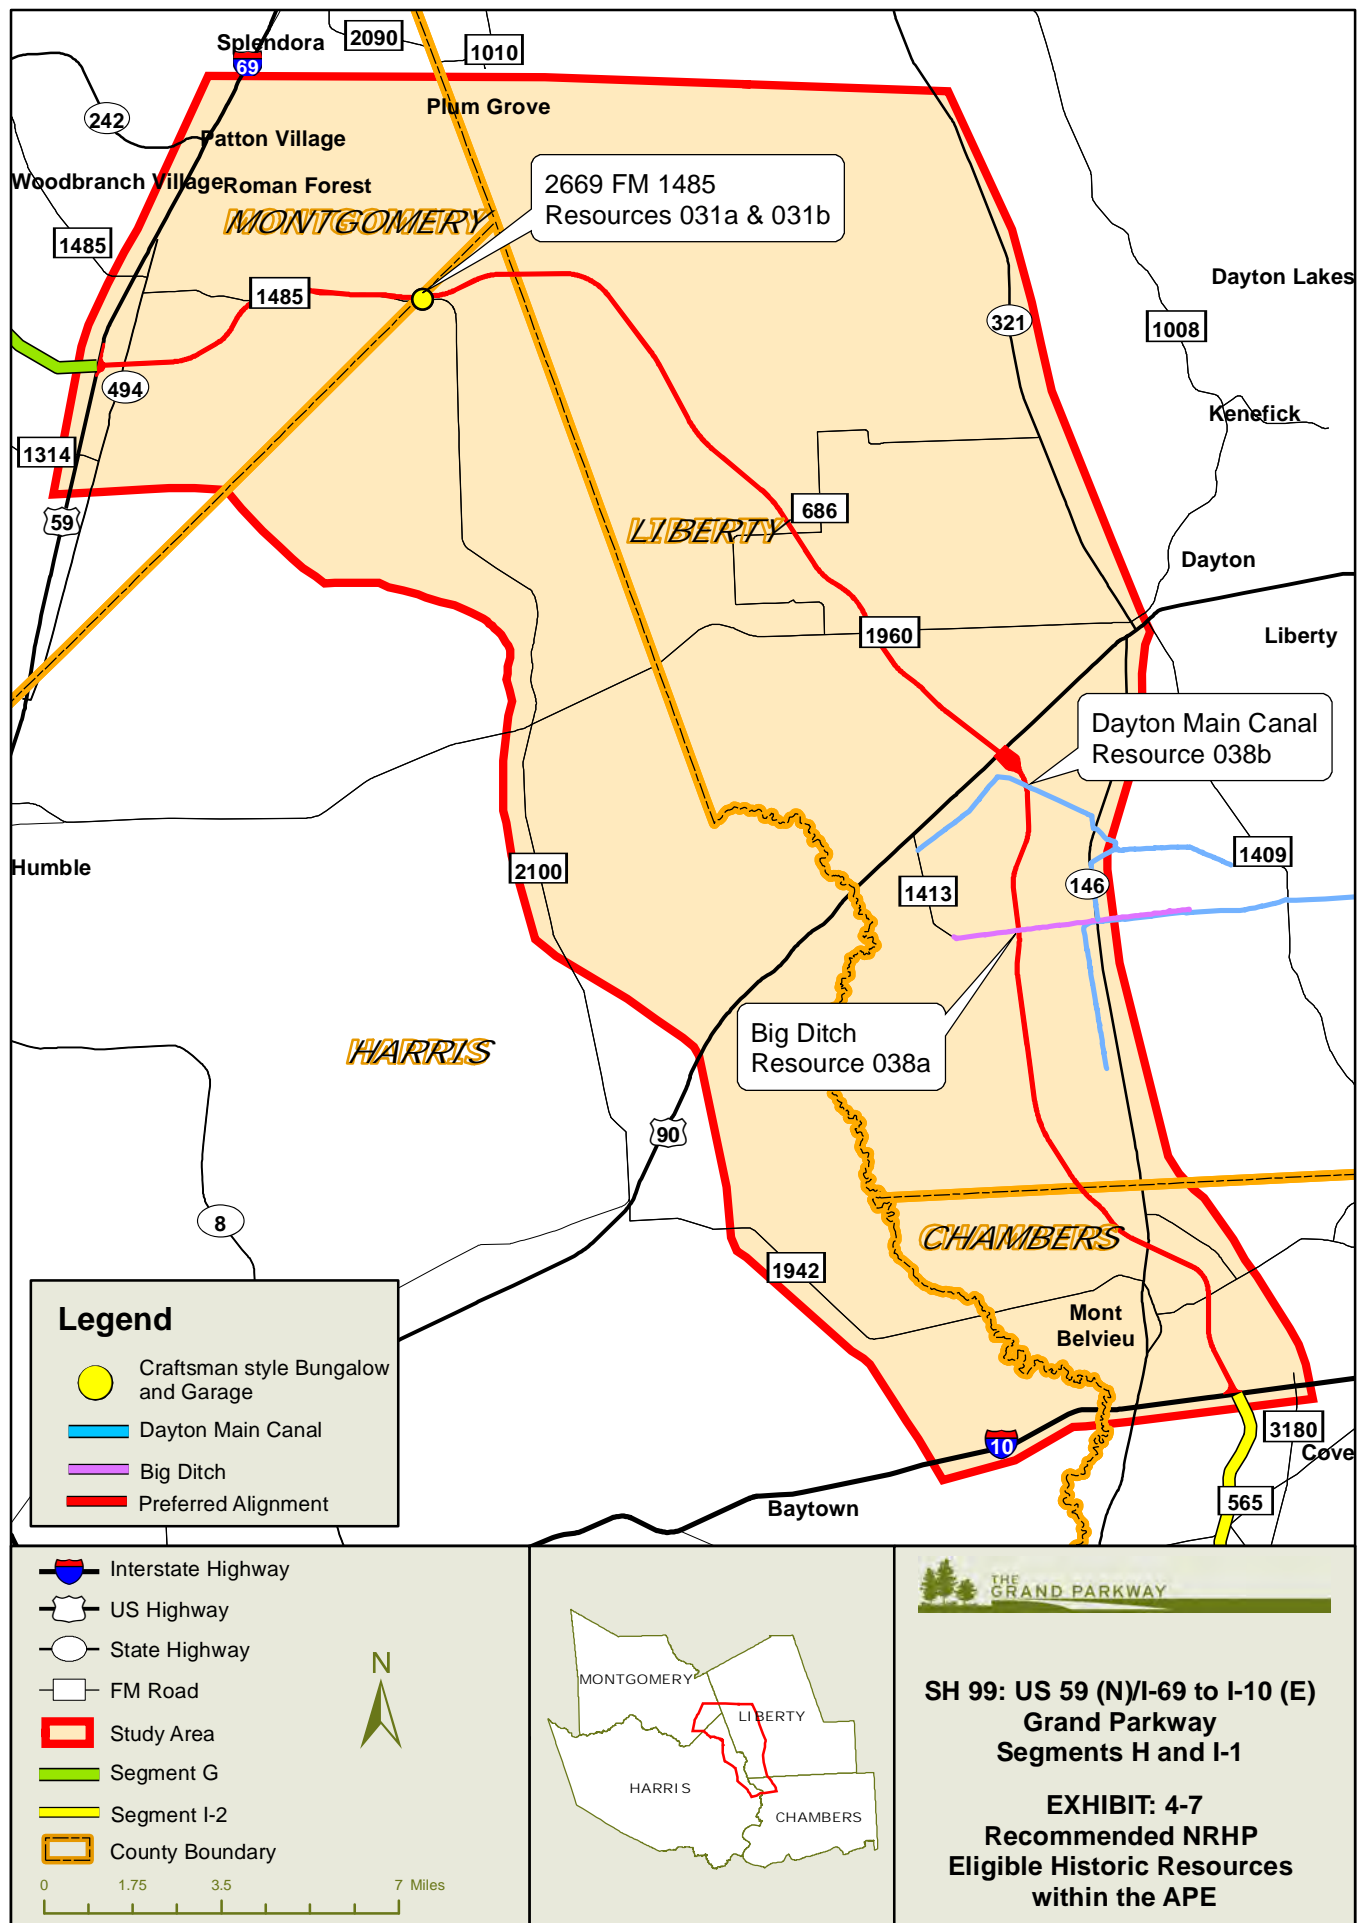 Splendora
2090
1010
69
Plum Grove
242
Patton Village
Woodbranch Village
Roman Forest
2669 FM 1485
Resources 031a & 031b
MONTGOMERY
1485
1485
Dayton Lakes
321
1008
494
Kenefick
1314
59
686
LIBERTY
Dayton
1960
Liberty
Dayton Main Canal
Resource 038b
Humble
2100
1413
146
1409
Big Ditch
Resource 038a
HARRIS
90
8
CHAMBERS
1942
Mont
Belvieu
10
3180
Cove
565
Baytown
Legend
Craftsman style Bungalow
and Garage
Dayton Main Canal
Big Ditch
Preferred Alignment
Interstate Highway
US Highway
State Highway
FM Road
Study Area
Segment G
Segment I-2
County Boundary
N
0 1.75 3.5 7 Miles
MONTGOMERY
LIBERTY
HARRIS
CHAMBERS
THE
GRAND PARKWAY
SH 99: US 59 (N)/I-69 to I-10 (E)
Grand Parkway
Segments H and I-1
EXHIBIT: 4-7
Recommended NRHP
Eligible Historic Resources
within the APE